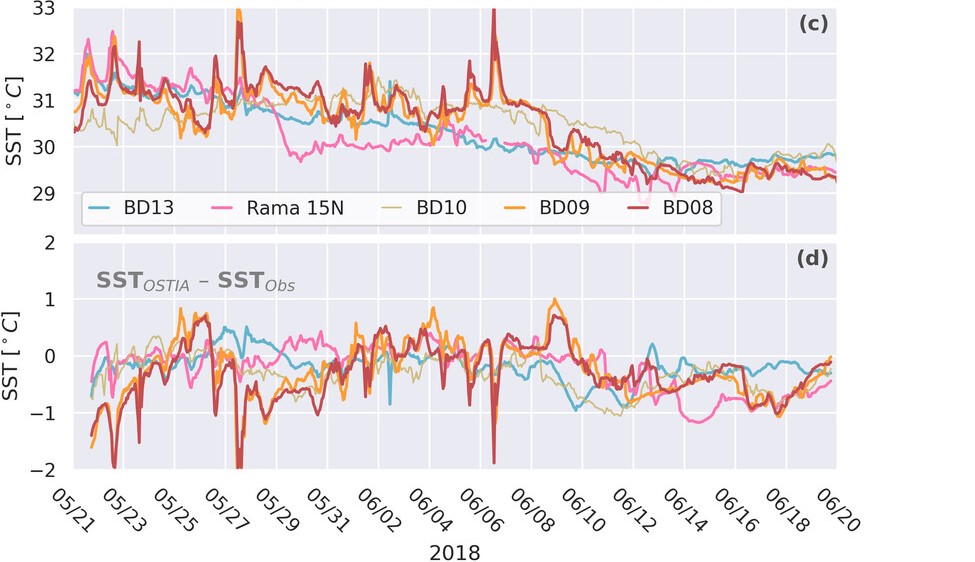 33
(c)
32
31
30
29
SST [°C]
BD13 Rama 15N BD10 BD09 BD08
2
(d)
SST_OSTIA – SST_Obs
1
0
−1
−2
SST [°C]
05/21 05/23 05/25 05/27 05/29 05/31 06/02 06/04 06/06 06/08 06/10 06/12 06/14 06/16 06/18 06/20
2018